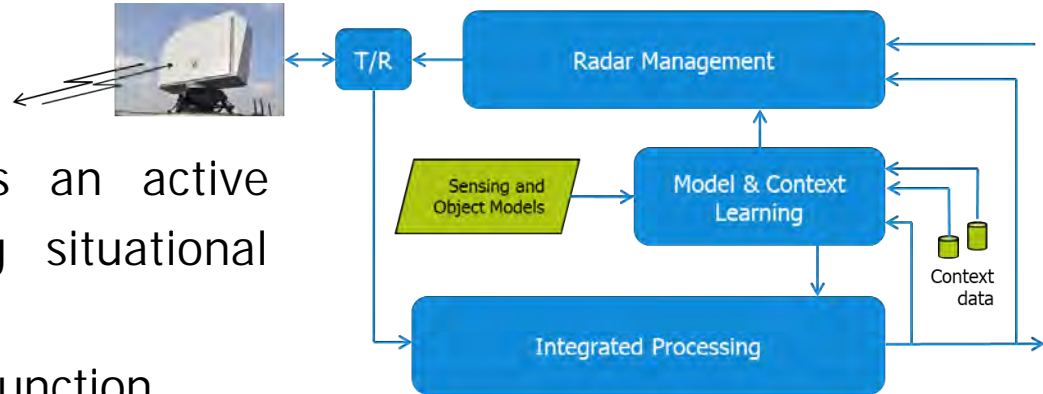 T/R
Radar Management
s an active
situational
unction
Sensing and
Object Models
Model & Context
Learning
Context
data
Integrated Processing